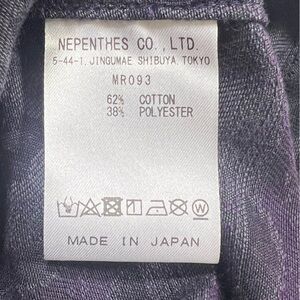 NEPENTHES CO., LTD.
5-44-1, JINGUMAE SHIBUYA, TOKYO
MR093
62% COTTON
38% POLYESTER
W
MADE IN JAPAN